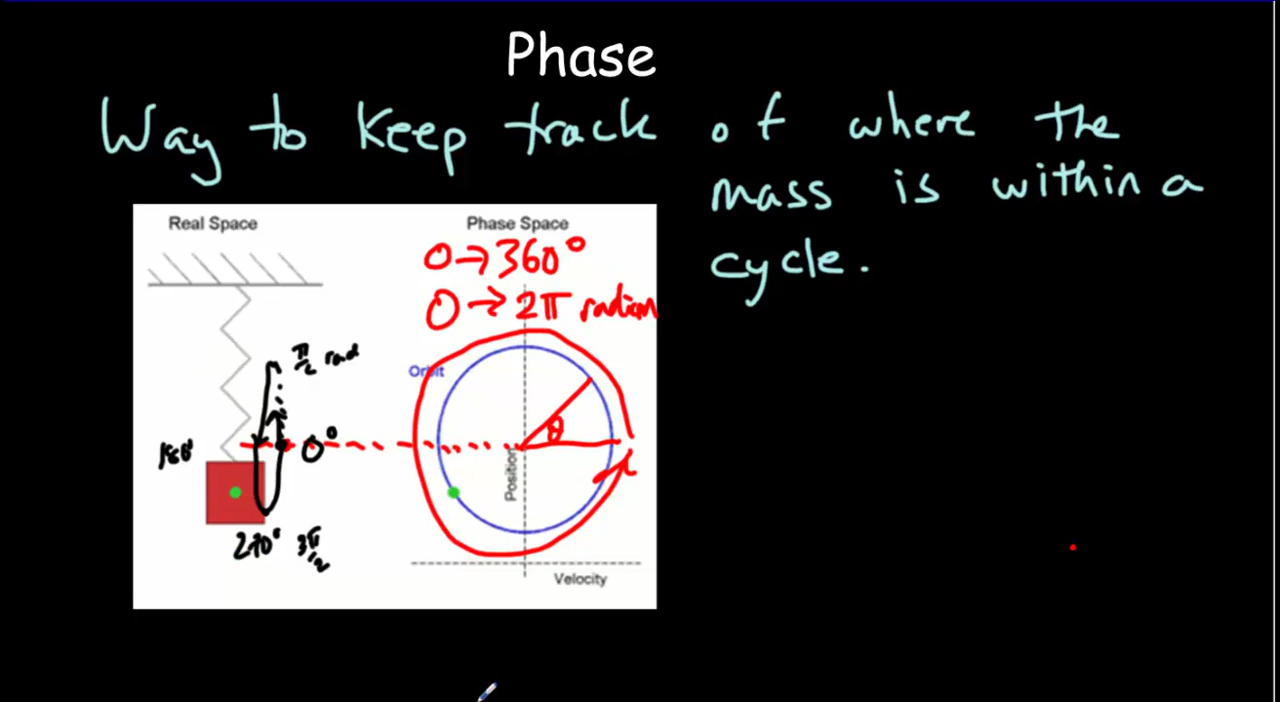 Phase
Way to keep track of where the
mass is within a
cycle.
Real Space
Phase Space
0→360°
0→2π radian
π/2 rad
Orbit
θ
0°
180°
Position
270° 3π/2
Velocity